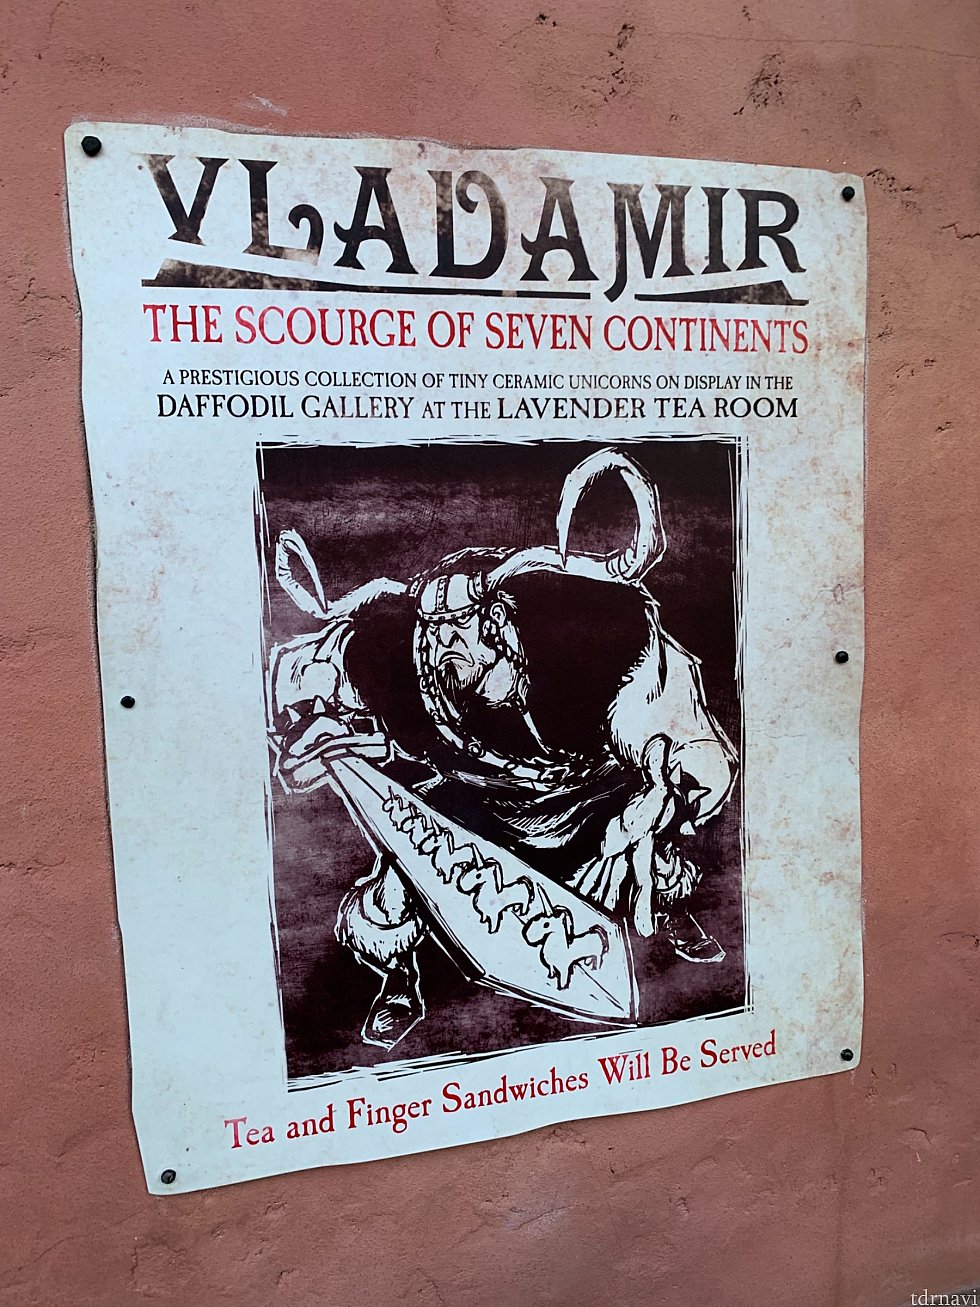 VLADAMIR
THE SCOURGE OF SEVEN CONTINENTS
A PRESTIGIOUS COLLECTION OF TINY CERAMIC UNICORNS ON DISPLAY IN THE
DAFFODIL GALLERY AT THE LAVENDER TEA ROOM
Tea and Finger Sandwiches Will Be Served
tdrnavi